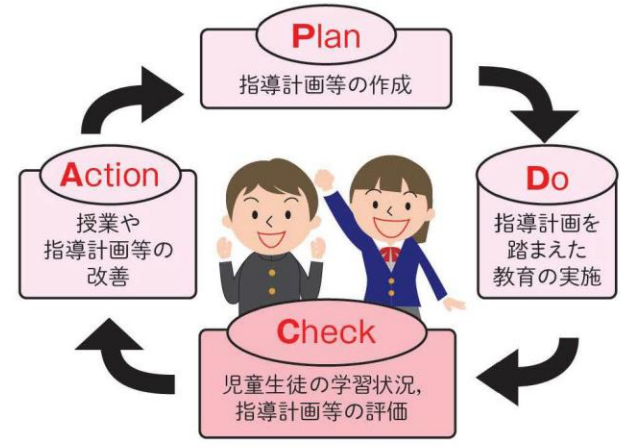 Plan
指導計画等の作成
Do
指導計画を
踏まえた
教育の実施
Check
児童生徒の学習状況,
指導計画等の評価
Action
授業や
指導計画等の
改善